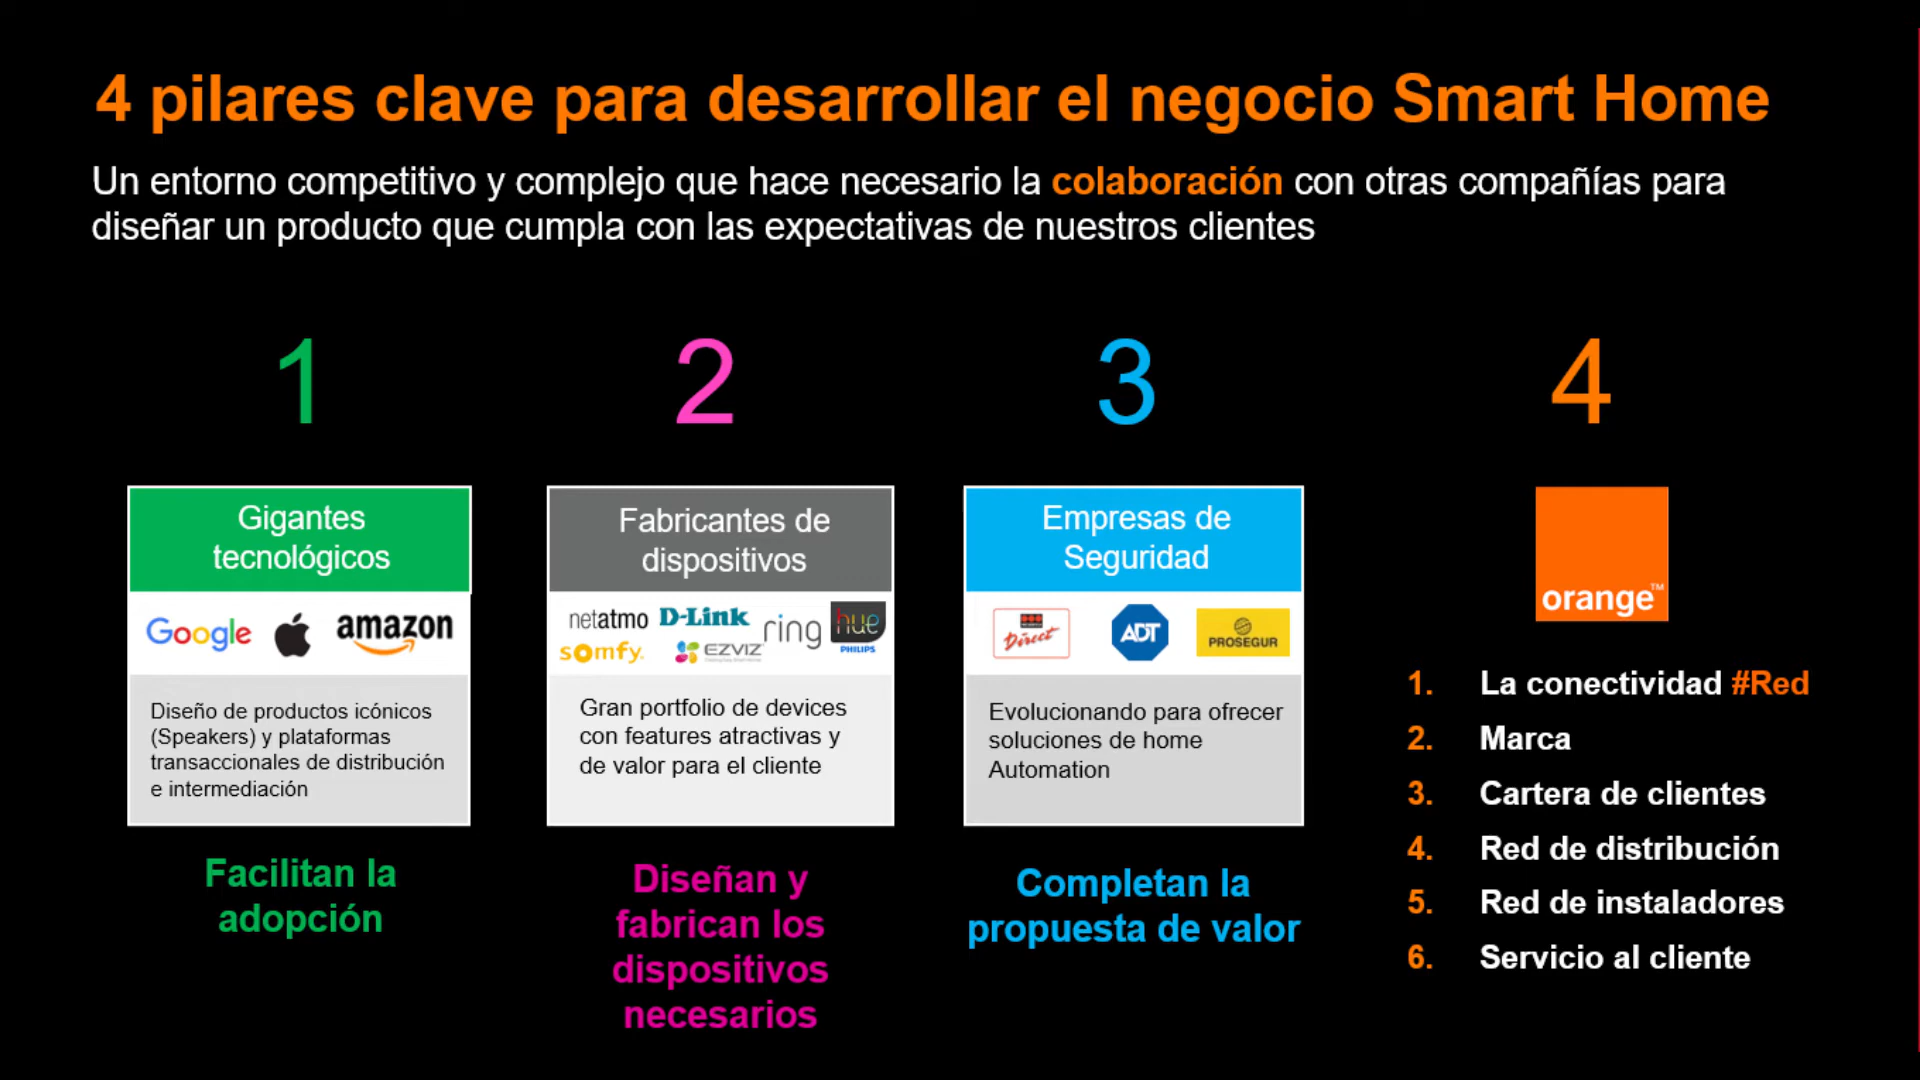 4 pilares clave para desarrollar el negocio Smart Home
Un entorno competitivo y complejo que hace necesario la colaboración con otras compañías para
diseñar un producto que cumpla con las expectativas de nuestros clientes
1
Gigantes
tecnológicos
Google amazon
Diseño de productos icónicos
(Speakers) y plataformas
transaccionales de distribución
e intermediación
Facilitan la
adopción
2
Fabricantes de
dispositivos
netatmo D-Link ring hue
somfy. EZVIZ PHILIPS
Gran portfolio de devices
con features atractivas y
de valor para el cliente
Diseñan y
fabrican los
dispositivos
necesarios
3
Empresas de
Seguridad
Direct ADT PROSEGUR
Evolucionando para ofrecer
soluciones de home
Automation
Completan la
propuesta de valor
4
orange™
1. La conectividad #Red
2. Marca
3. Cartera de clientes
4. Red de distribución
5. Red de instaladores
6. Servicio al cliente